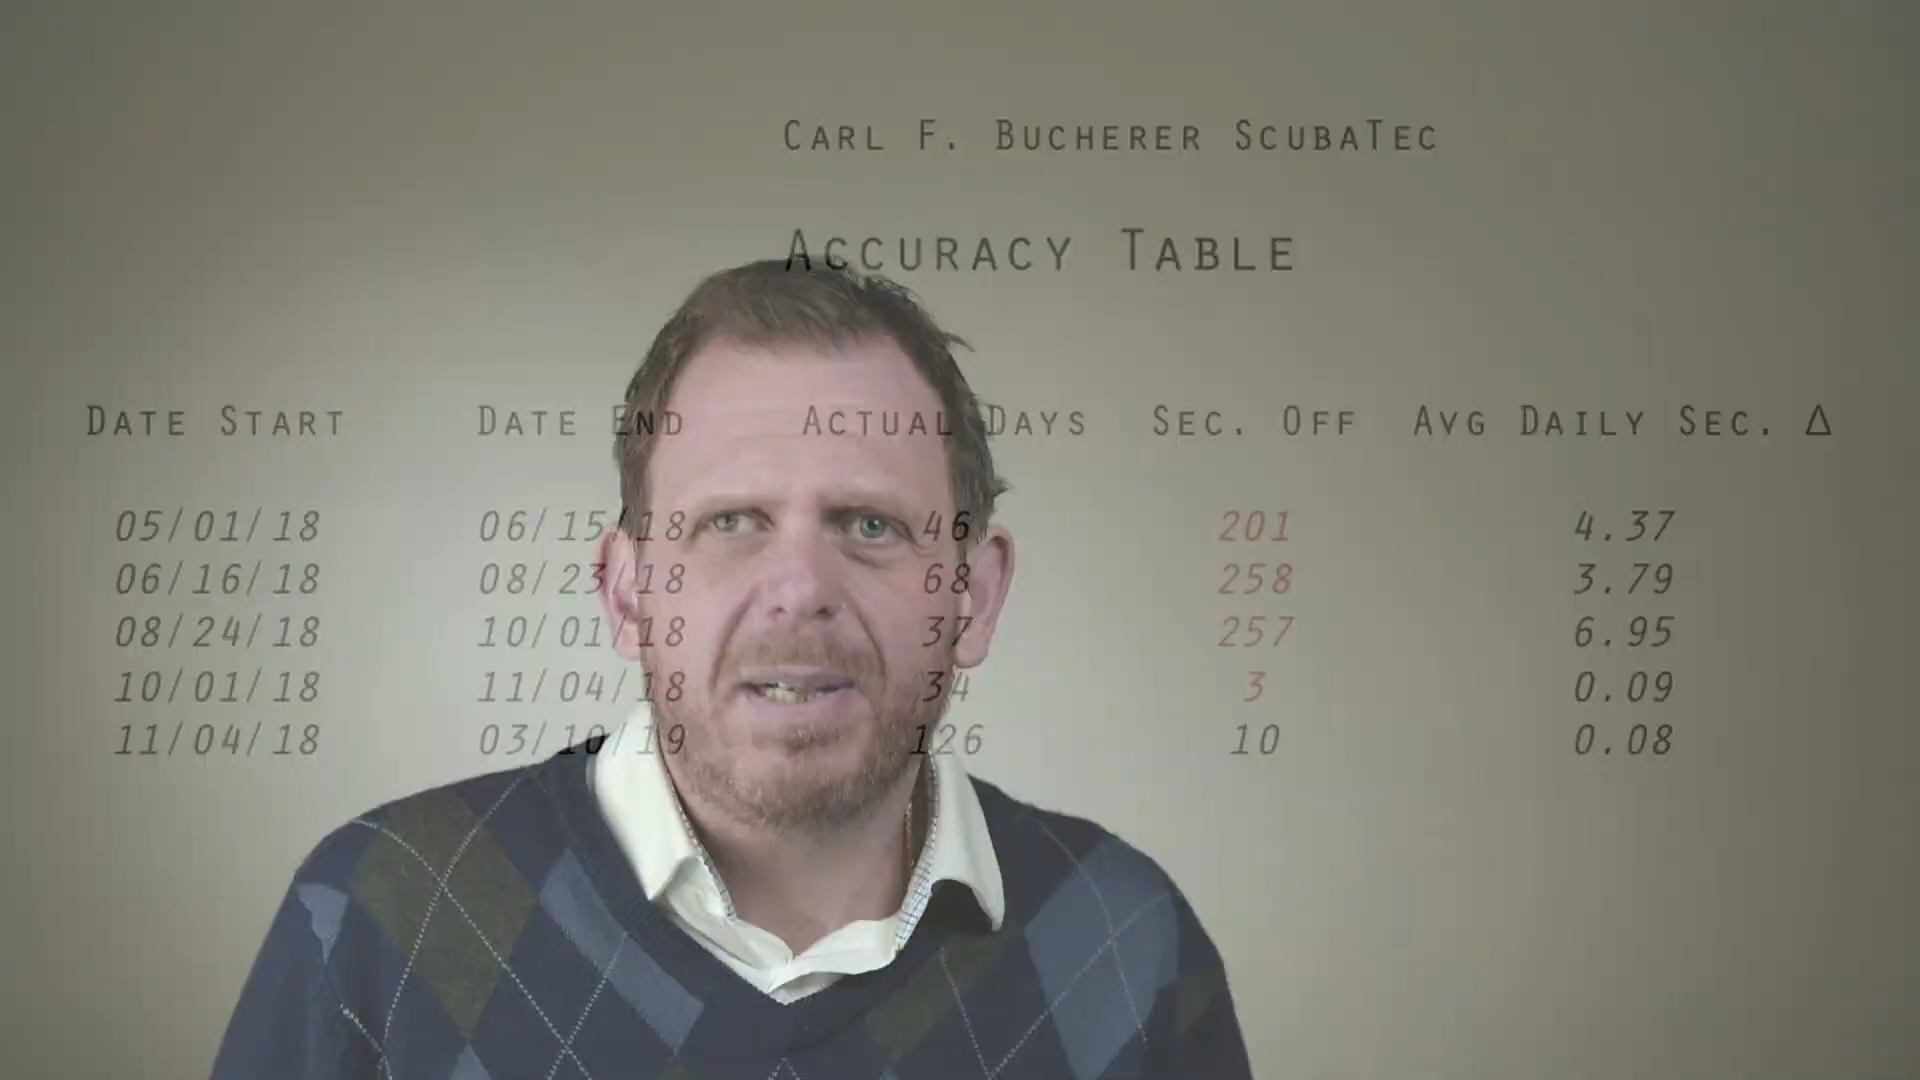 CARL F. BUCHERER SCUBATEC
ACCURACY TABLE
DATE START DATE END ACTUAL DAYS SEC. OFF AVG DAILY SEC. Δ
05/01/18 06/15/18 46 201 4.37
06/16/18 08/23/18 68 258 3.79
08/24/18 10/01/18 37 257 6.95
10/01/18 11/04/18 34 3 0.09
11/04/18 03/10/19 126 10 0.08